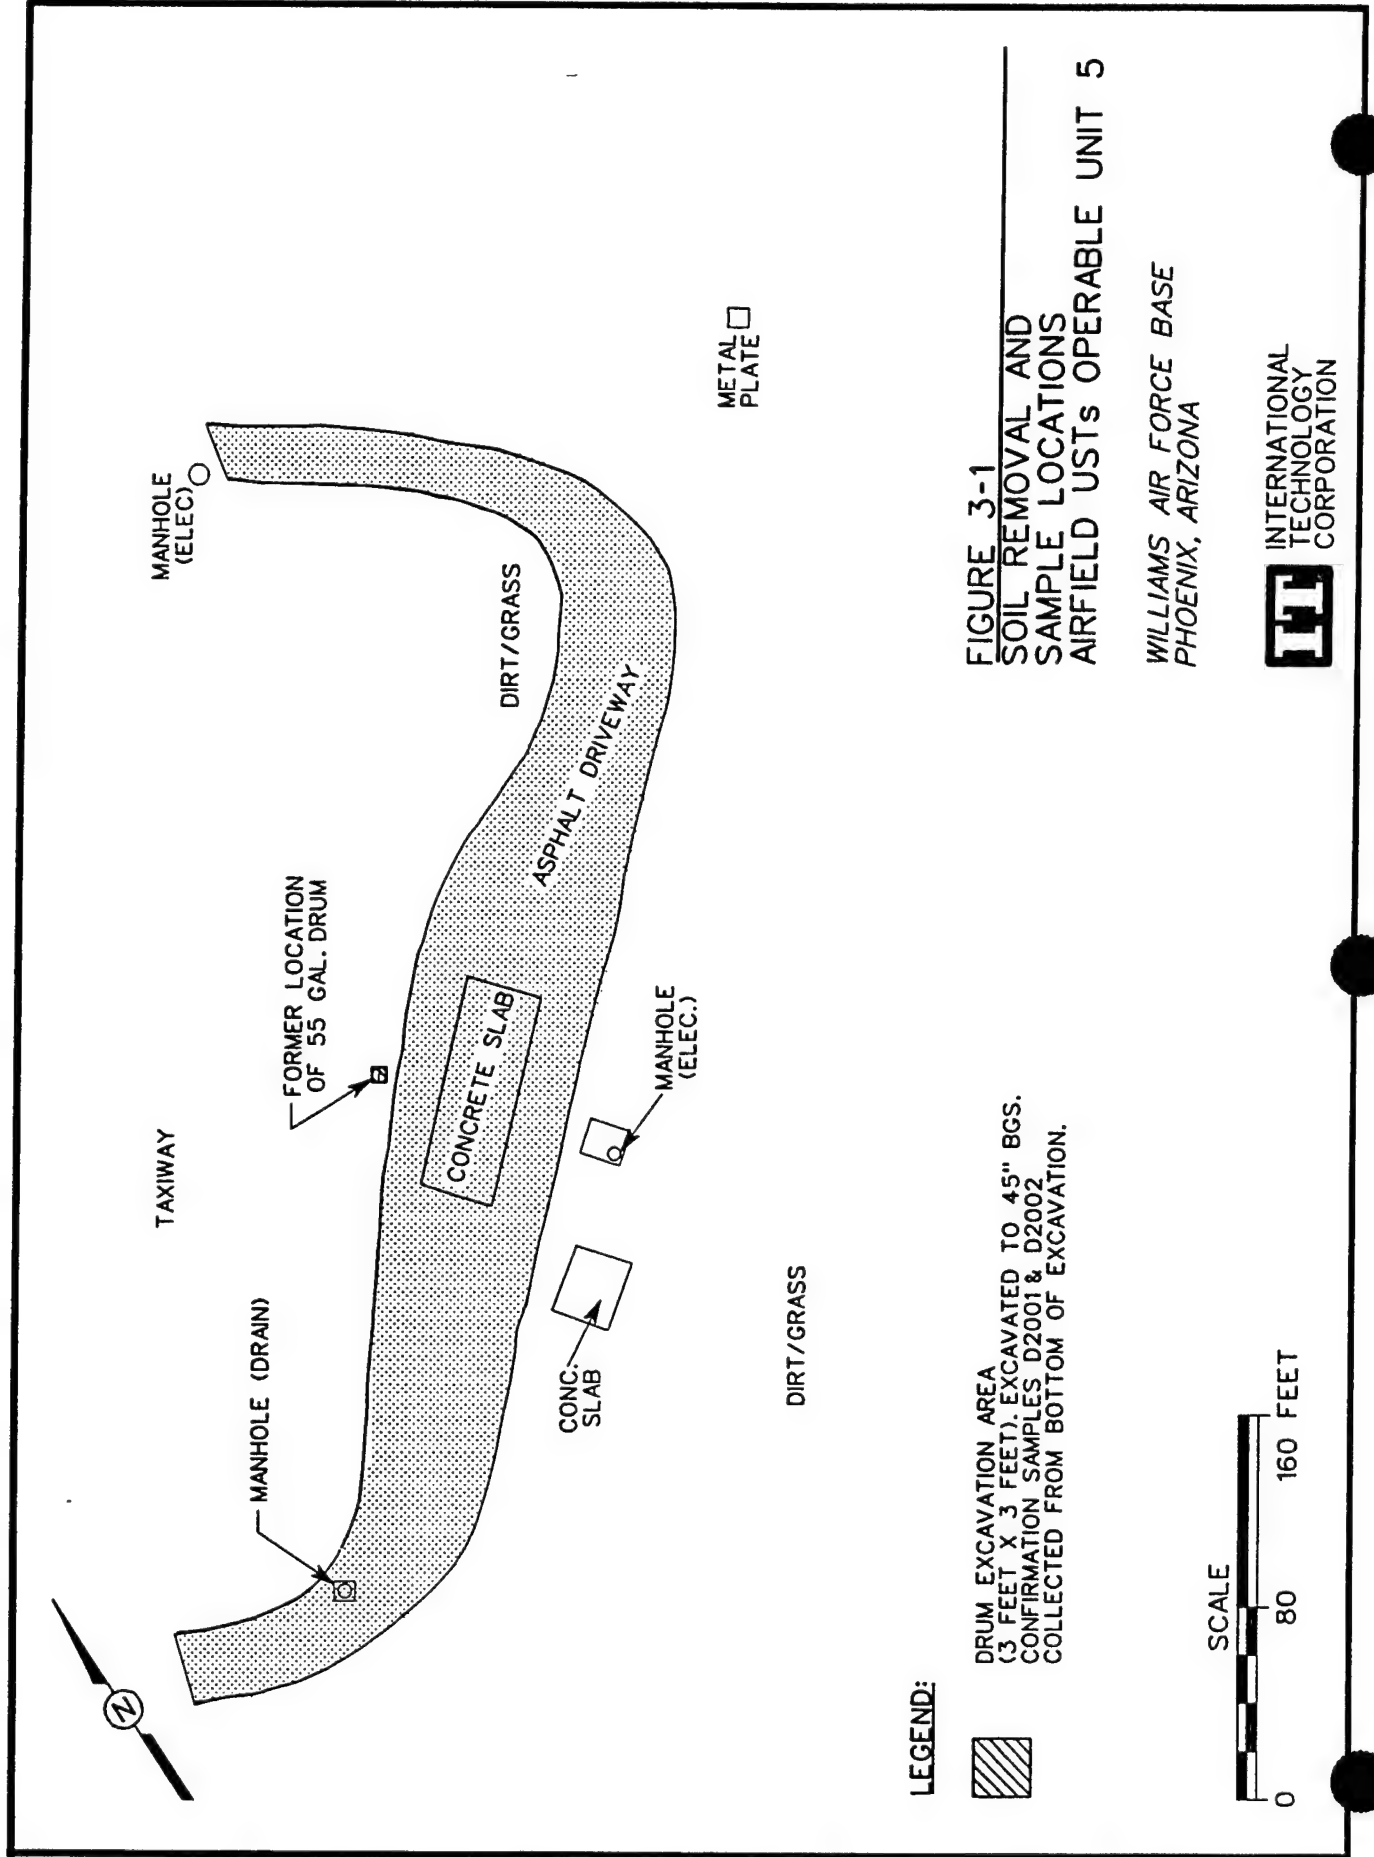 TAXIWAY
MANHOLE (DRAIN)
FORMER LOCATION
OF 55 GAL. DRUM
MANHOLE
(ELEC)
DIRT/GRASS
ASPHALT DRIVEWAY
CONCRETE SLAB
CONC.
SLAB
MANHOLE
(ELEC.)
METAL
PLATE
DIRT/GRASS
N
LEGEND:
DRUM EXCAVATION AREA
(3 FEET X 3 FEET). EXCAVATED TO 45" BGS.
CONFIRMATION SAMPLES D2001 & D2002
COLLECTED FROM BOTTOM OF EXCAVATION.
SCALE
0 80 160 FEET
FIGURE 3-1
SOIL REMOVAL AND
SAMPLE LOCATIONS
AIRFIELD USTs OPERABLE UNIT 5
WILLIAMS AIR FORCE BASE
PHOENIX, ARIZONA
IT
INTERNATIONAL
TECHNOLOGY
CORPORATION